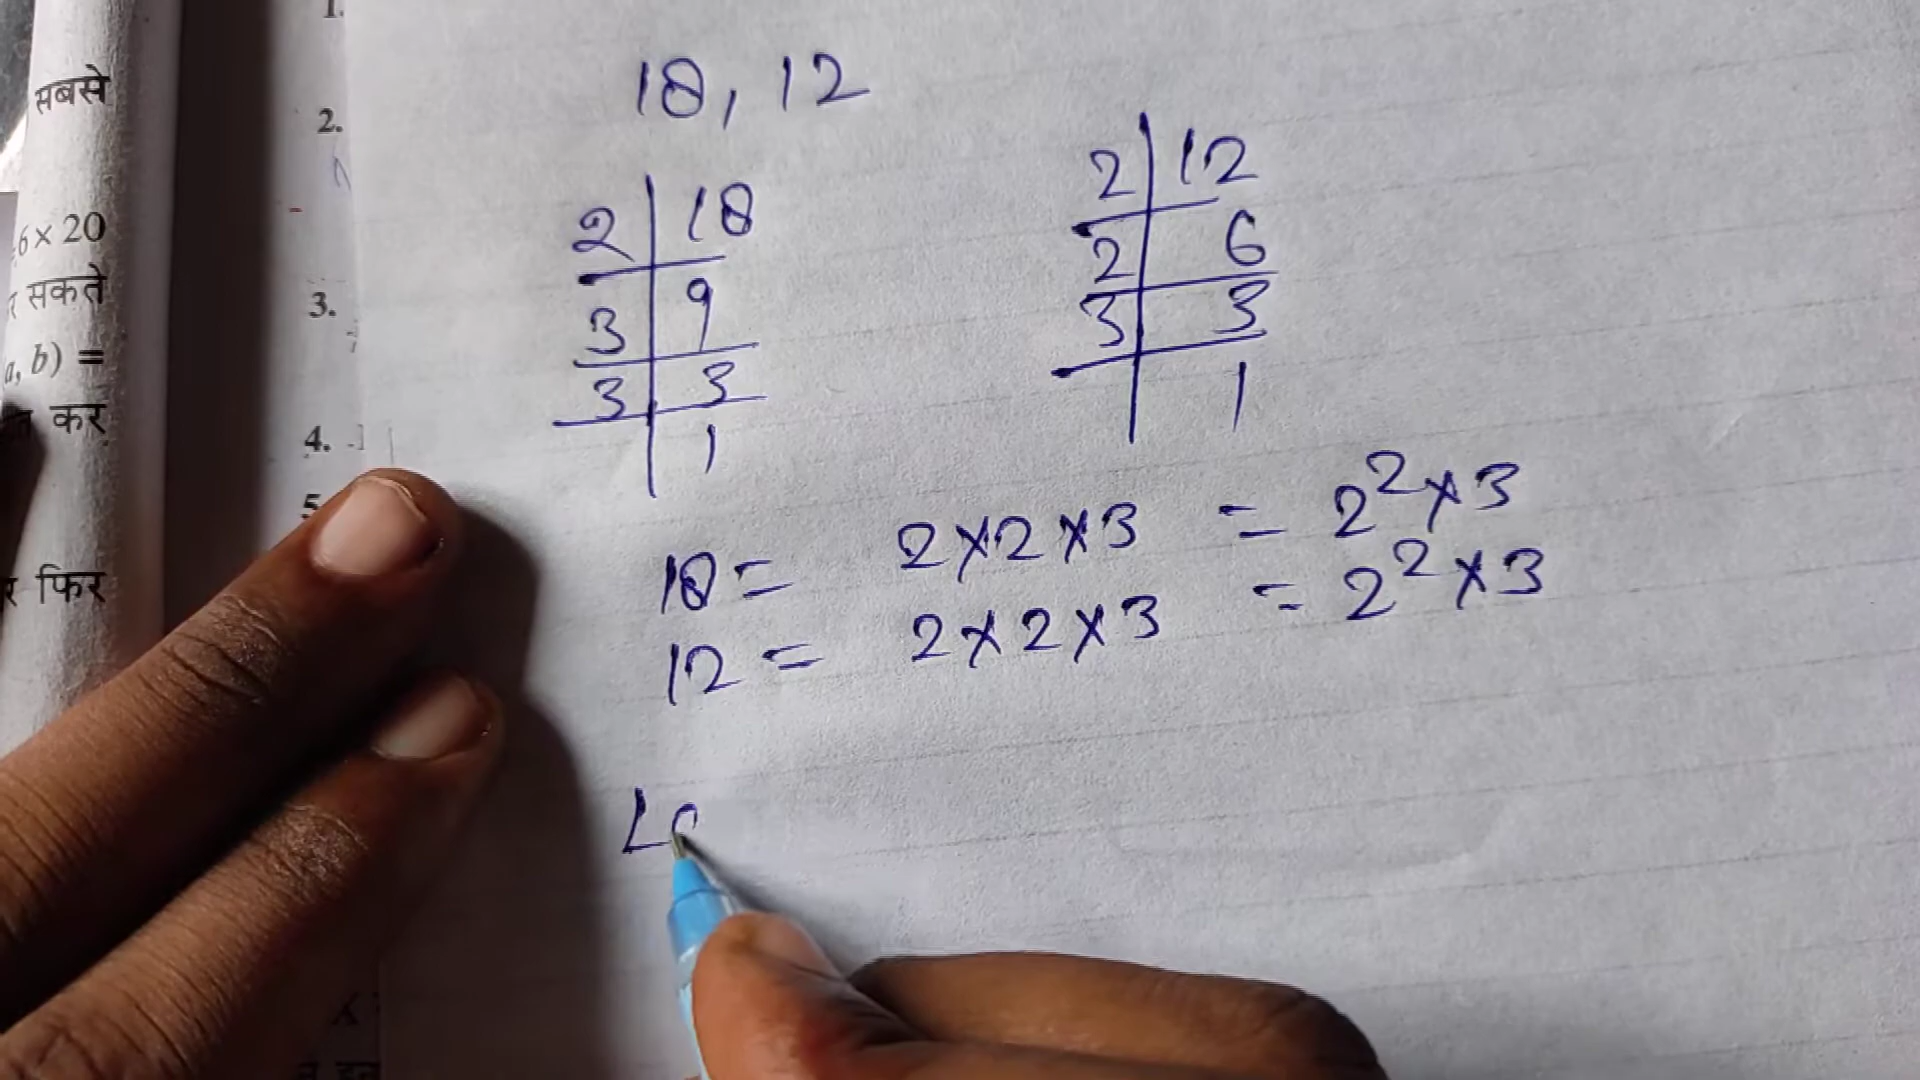 सबसे
6 × 20
सकते
a, b) =
कर
फिर
1.
2.
3.
4.
5.
18, 12
2 | 18
3 | 9
3 | 3
1
2 | 12
2 | 6
3 | 3
1
18 = 2×2×3 = 2²×3
12 = 2×2×3 = 2²×3
LC